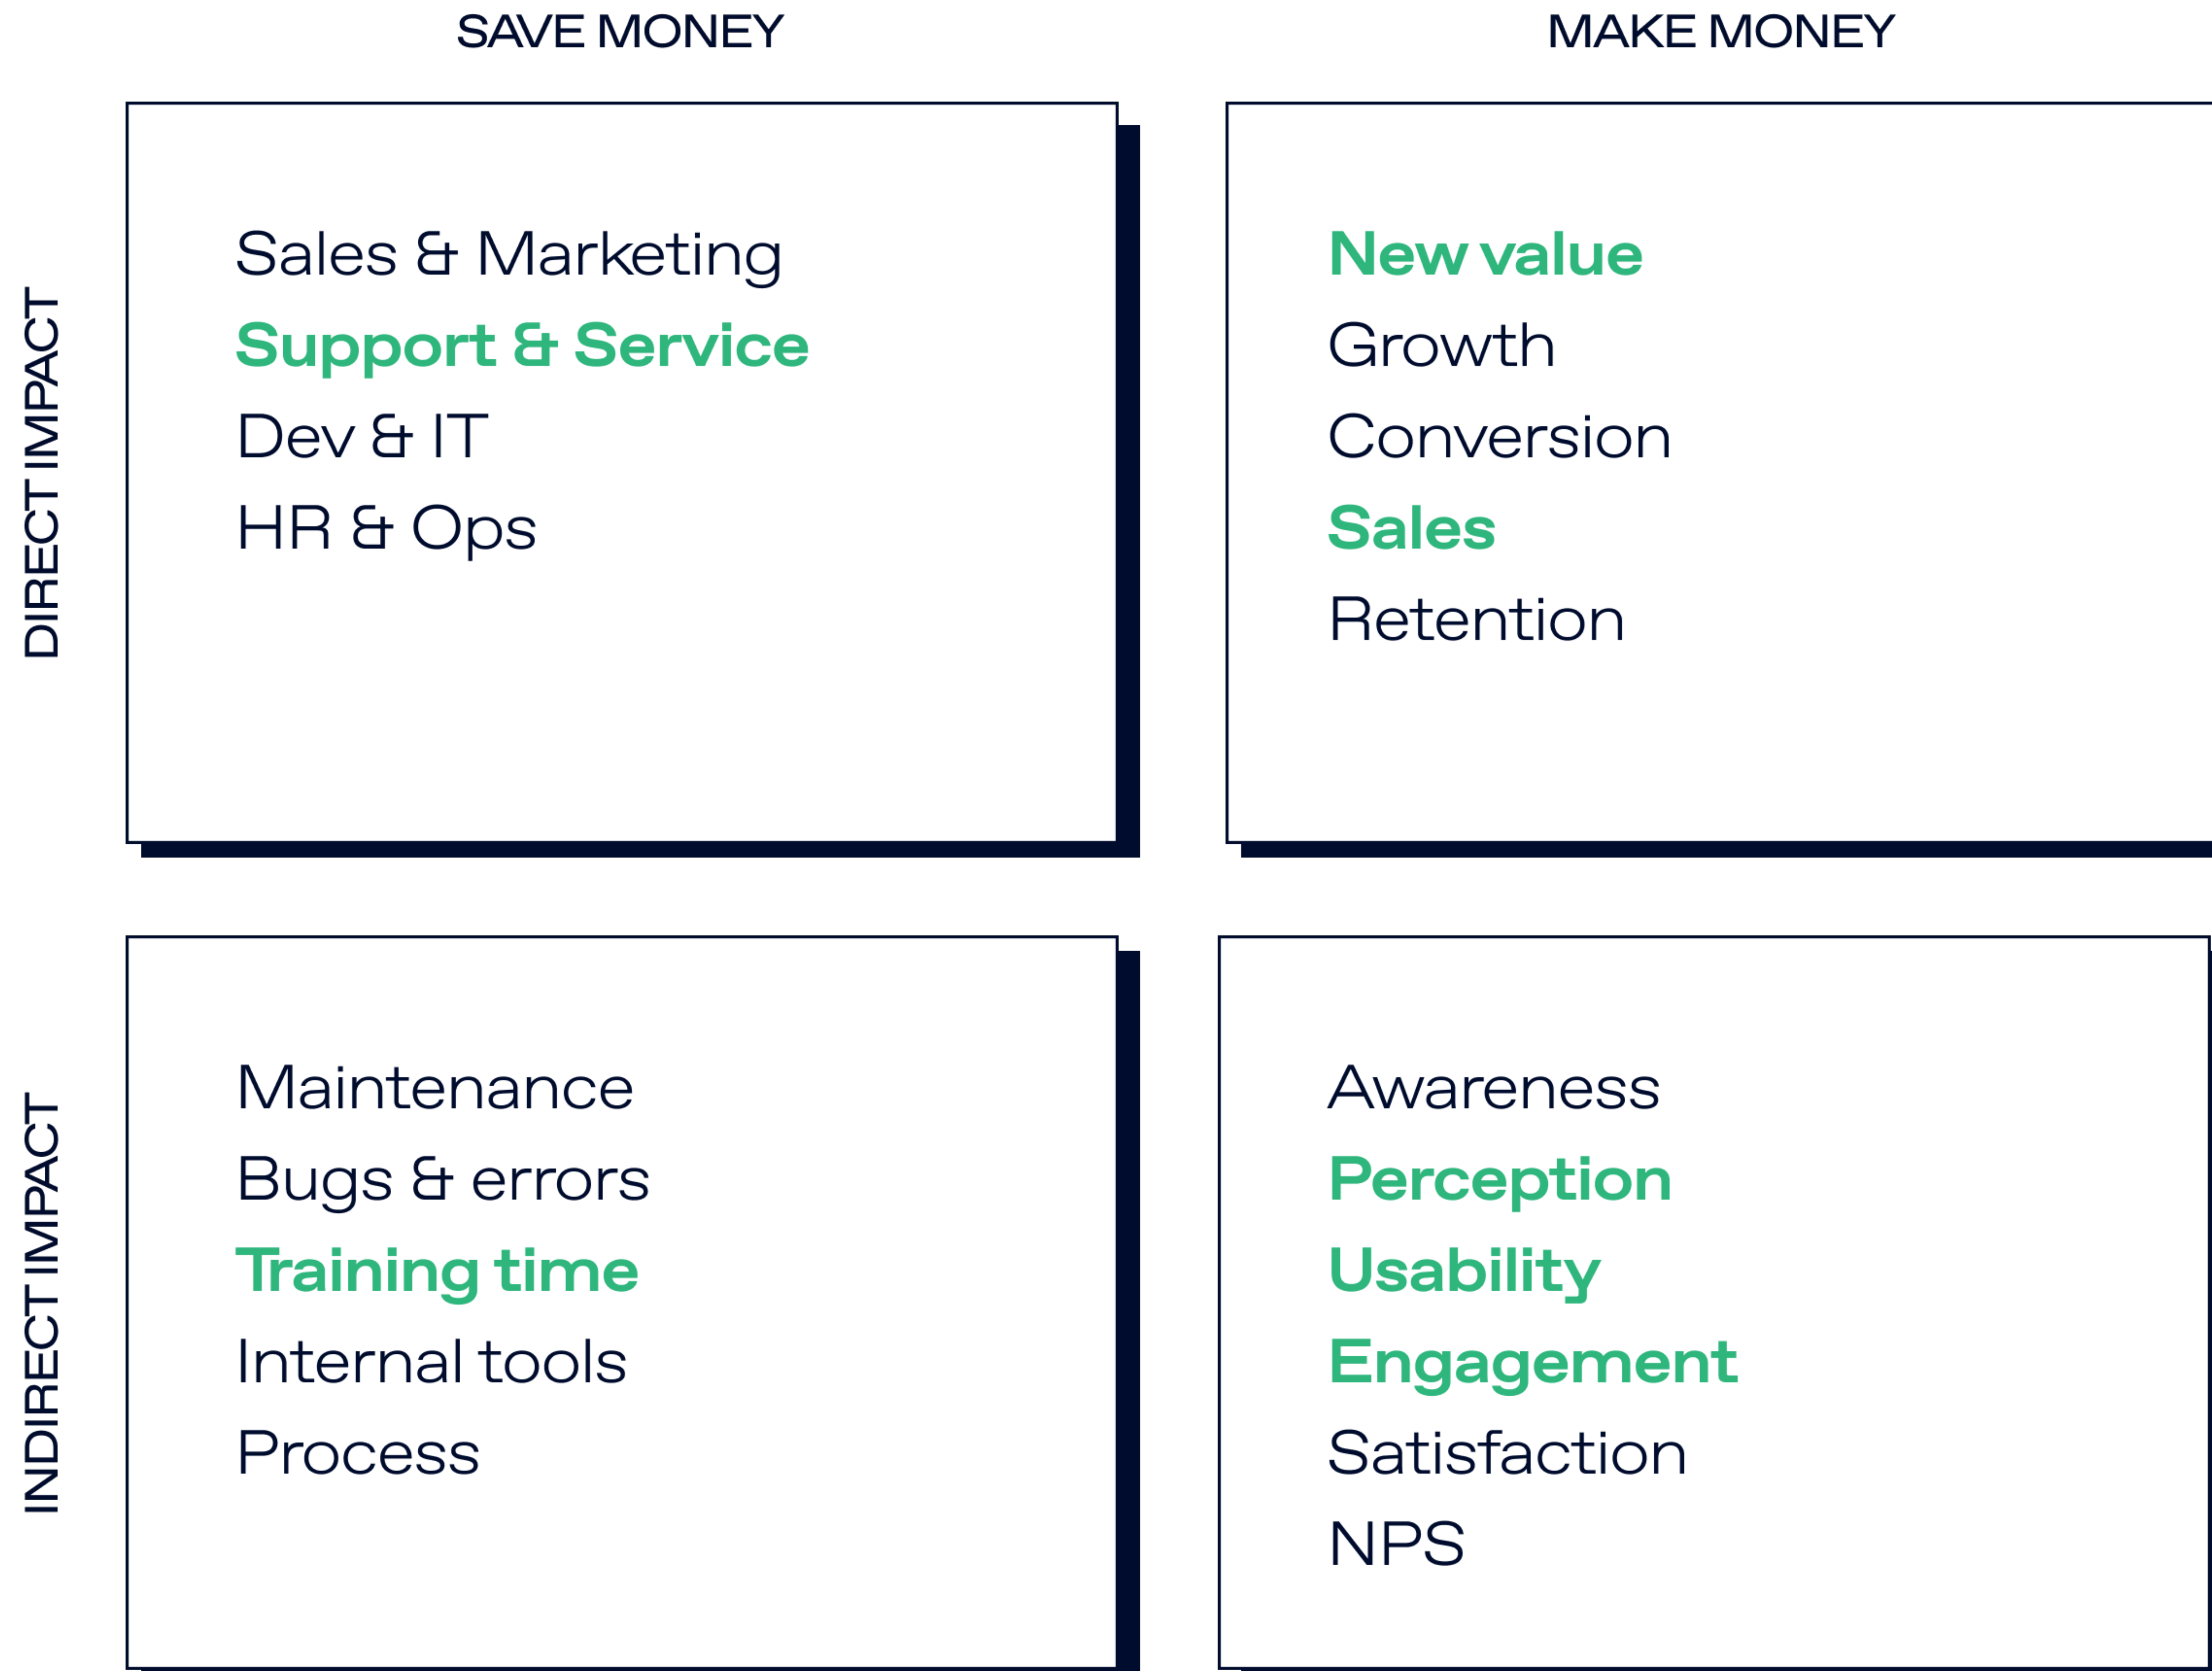 SAVE MONEY
MAKE MONEY
DIRECT IMPACT
Sales & Marketing
Support & Service
Dev & IT
HR & Ops
New value
Growth
Conversion
Sales
Retention
INDIRECT IMPACT
Maintenance
Bugs & errors
Training time
Internal tools
Process
Awareness
Perception
Usability
Engagement
Satisfaction
NPS